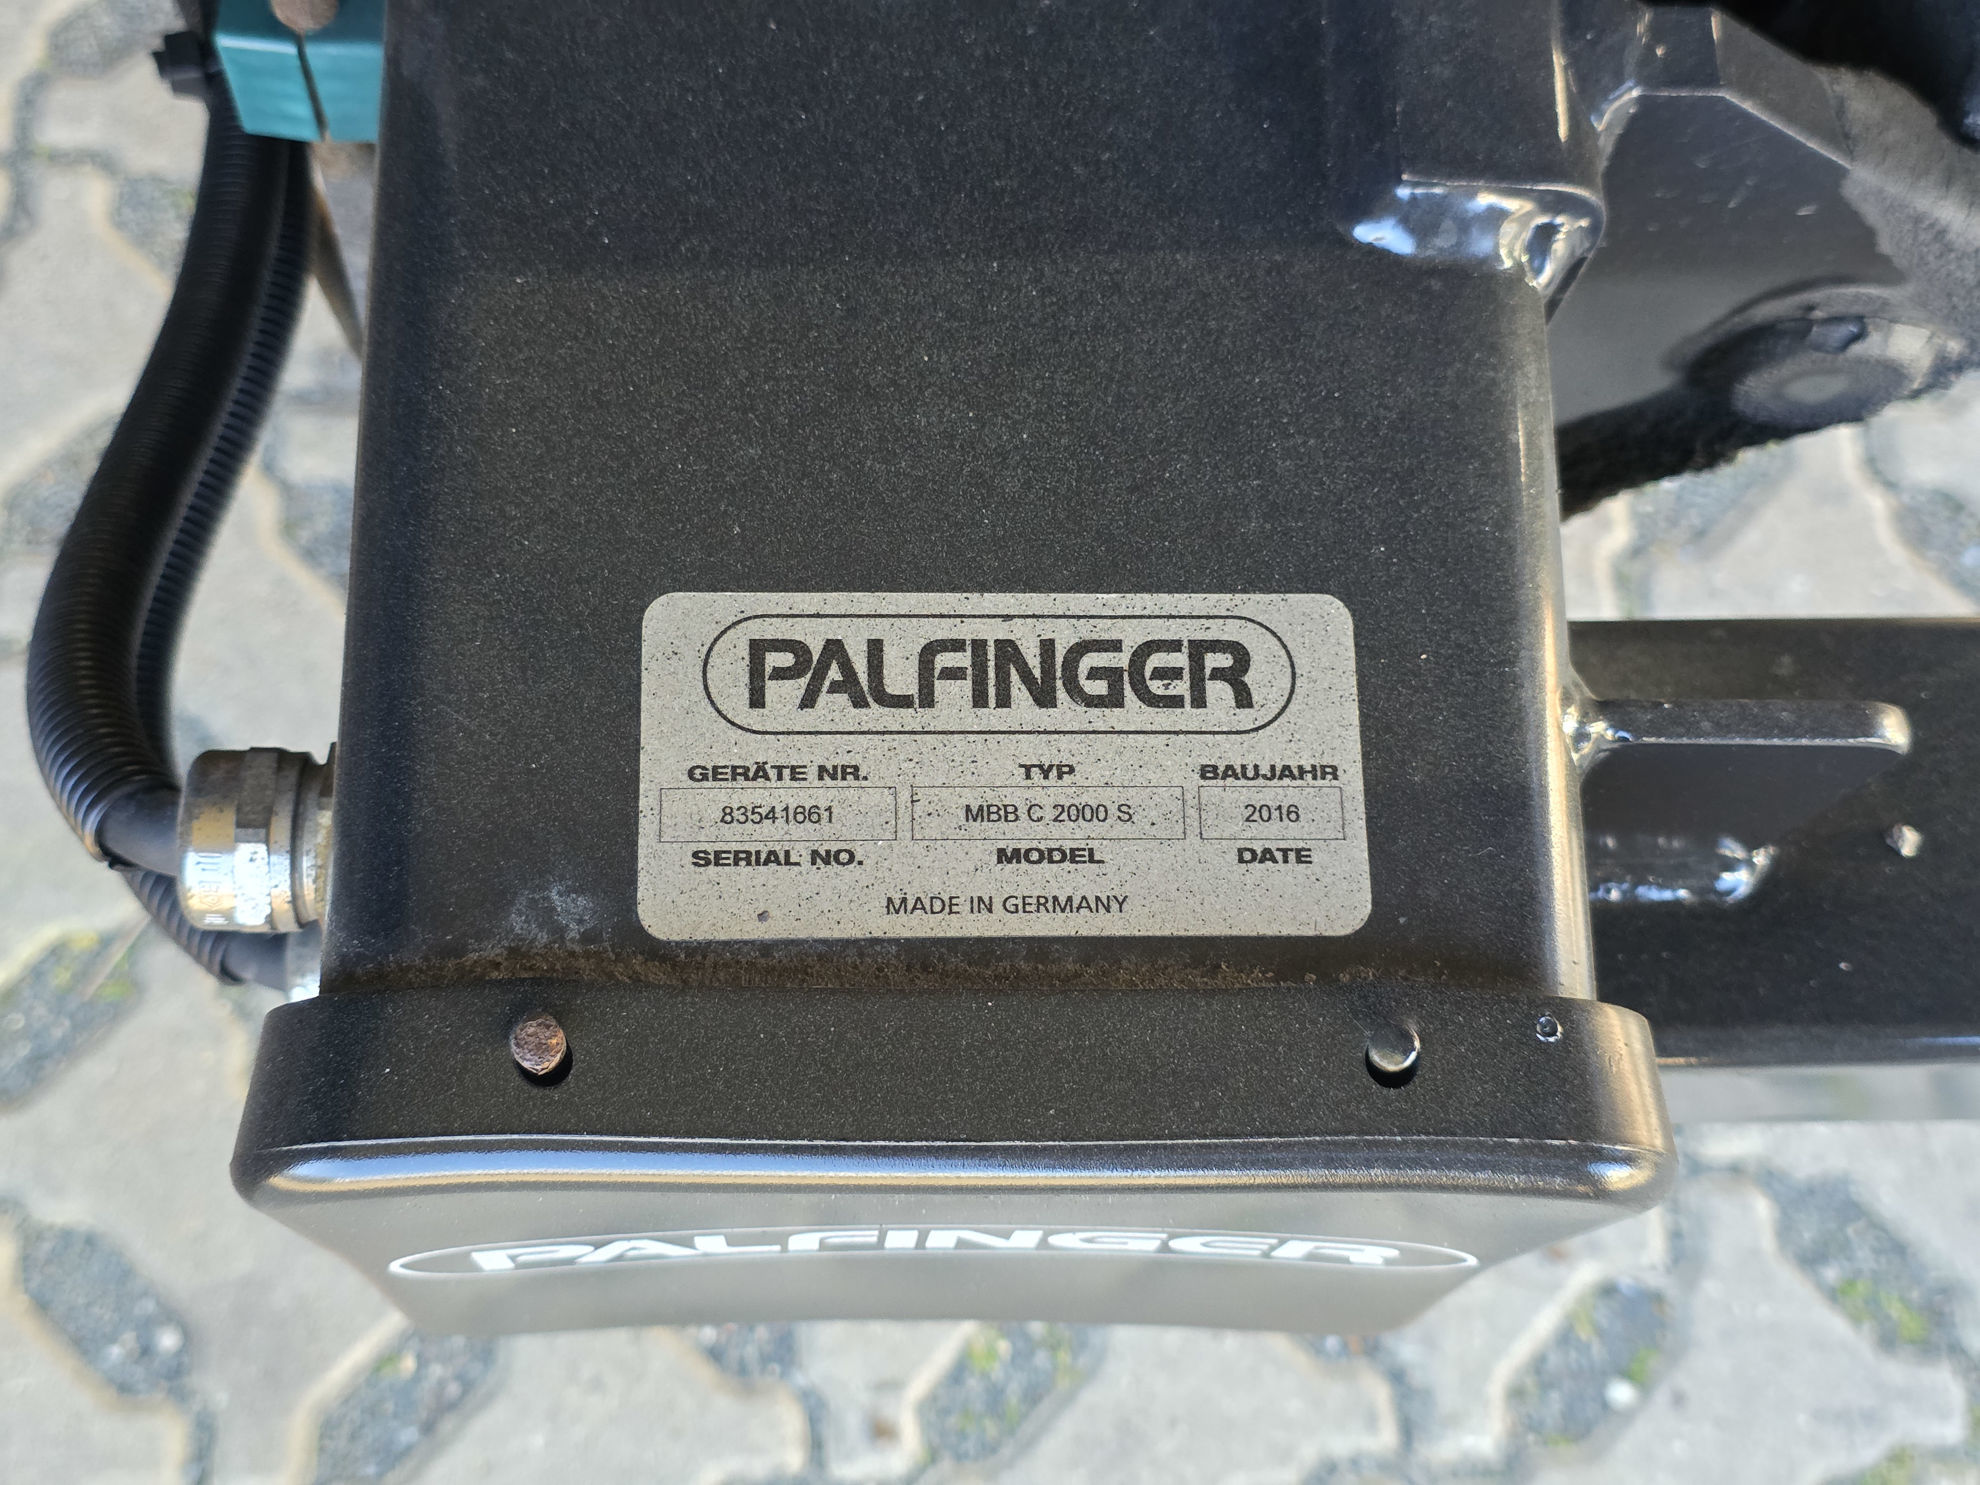 PALFINGER
GERÄTE NR. TYP BAUJAHR
83541661 MBB C 2000 S 2016
SERIAL NO. MODEL DATE
MADE IN GERMANY
PALFINGER